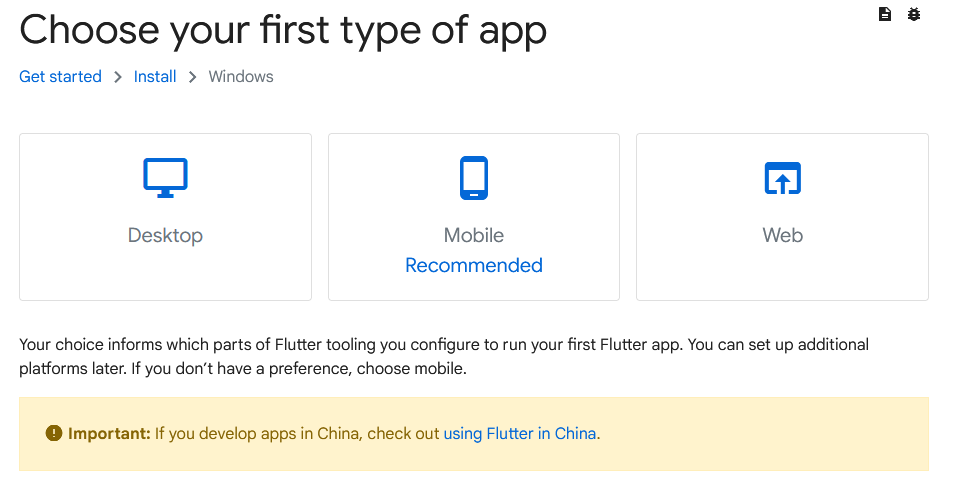 Choose your first type of app
Get started > Install > Windows
Desktop
Mobile
Recommended
Web
Your choice informs which parts of Flutter tooling you configure to run your first Flutter app. You can set up additional
platforms later. If you don’t have a preference, choose mobile.
Important: If you develop apps in China, check out using Flutter in China.